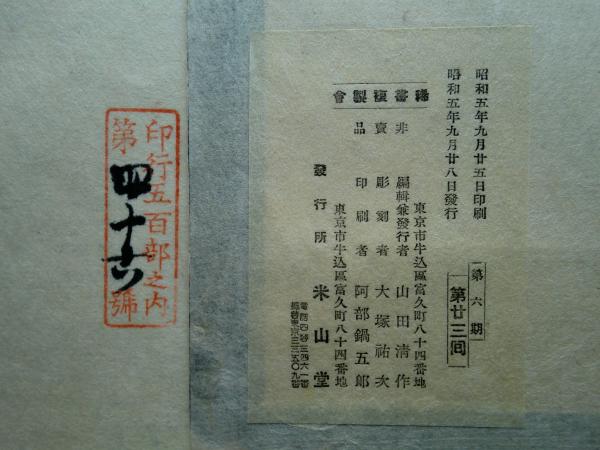 昭和五年九月廿五日印刷
昭和五年九月廿八日發行
第六期
第廿三囘
稀書複製會
非賣品
東京市牛込區富久町八十四番地
編輯兼發行者 山田清作
彫刻者 大塚祐次
印刷者 阿部鍋五郎
東京市牛込區富久町八十四番地
發行所 米山堂
印行五百部之内
第四十六號